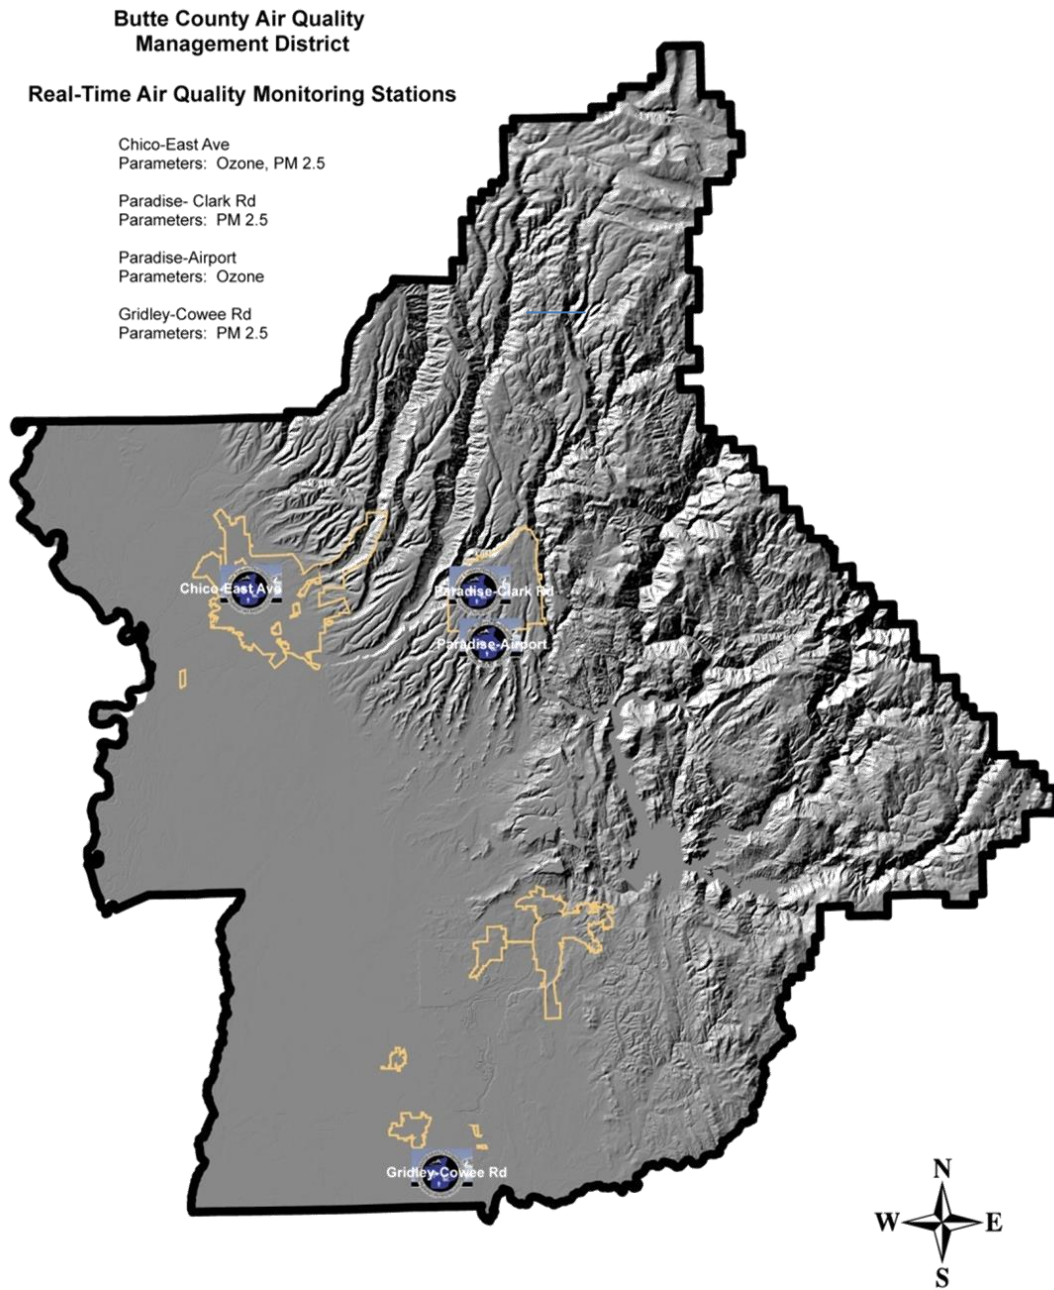 Butte County Air Quality
Management District
Real-Time Air Quality Monitoring Stations
Chico-East Ave
Parameters: Ozone, PM 2.5
Paradise- Clark Rd
Parameters: PM 2.5
Paradise-Airport
Parameters: Ozone
Gridley-Cowee Rd
Parameters: PM 2.5
Chico-East Ave
Paradise-Clark Rd
Paradise-Airport
Gridley-Cowee Rd
N
W E
S